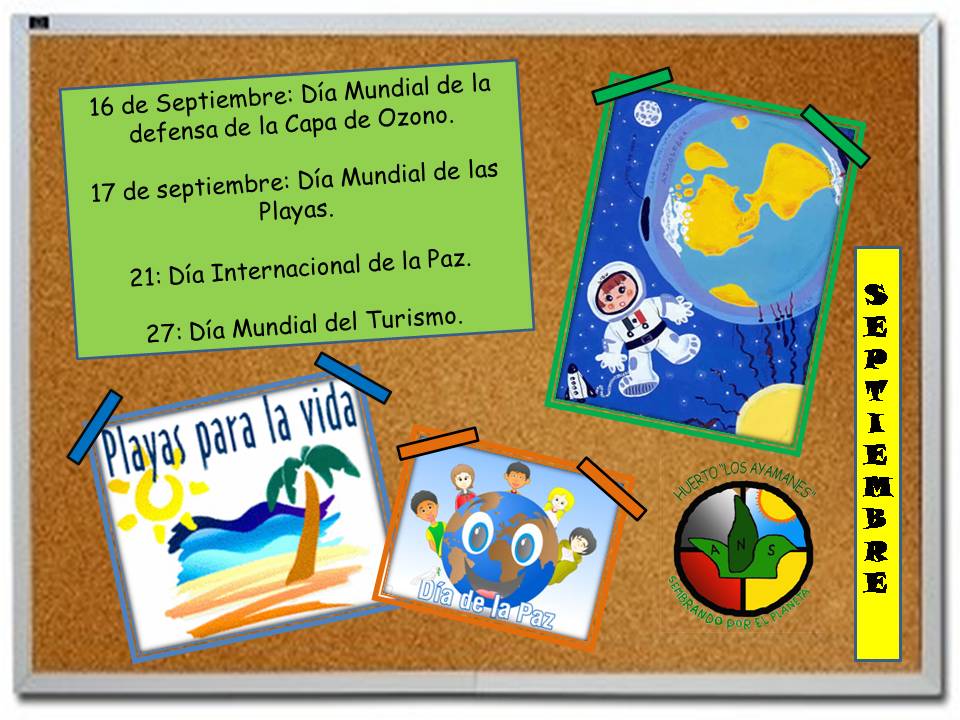 16 de Septiembre: Día Mundial de la
defensa de la Capa de Ozono.
17 de septiembre: Día Mundial de las
Playas.
21: Día Internacional de la Paz.
27: Día Mundial del Turismo.
SEPTIEMBRE
Playas para la vida
Día de la Paz
HUERTO "LOS AYAMANES"
A N S
SEMBRANDO POR EL PLANETA